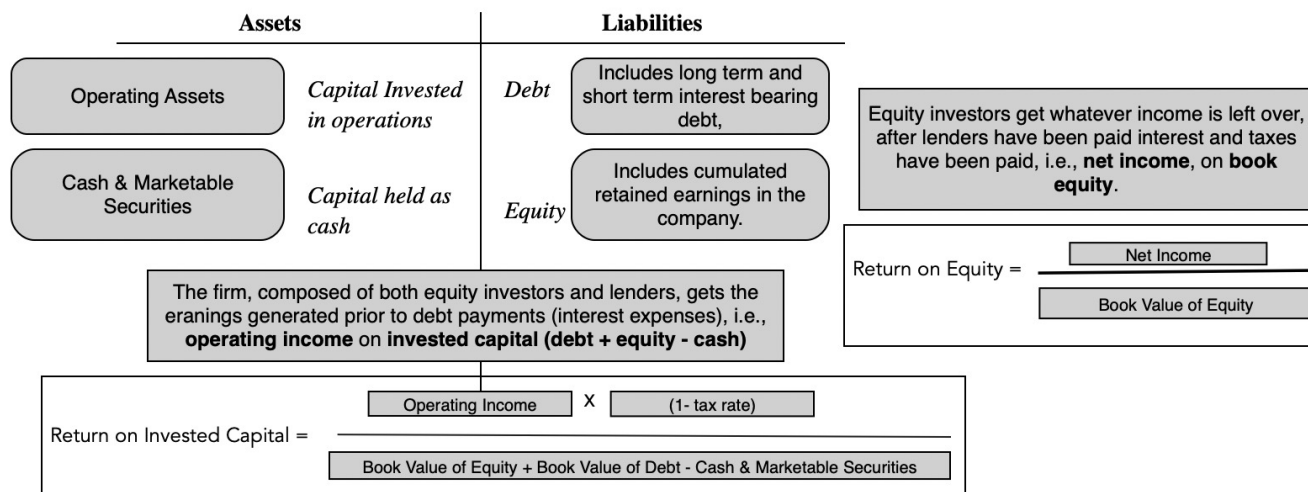 Assets
Liabilities
Operating Assets
Capital Invested
in operations
Debt
Includes long term and
short term interest bearing
debt,
Cash & Marketable
Securities
Capital held as
cash
Equity
Includes cumulated
retained earnings in the
company.
Equity investors get whatever income is left over,
after lenders have been paid interest and taxes
have been paid, i.e., net income, on book
equity.
Return on Equity =
Net Income
Book Value of Equity
The firm, composed of both equity investors and lenders, gets the
eranings generated prior to debt payments (interest expenses), i.e.,
operating income on invested capital (debt + equity - cash)
Return on Invested Capital =
Operating Income X (1- tax rate)
Book Value of Equity + Book Value of Debt - Cash & Marketable Securities